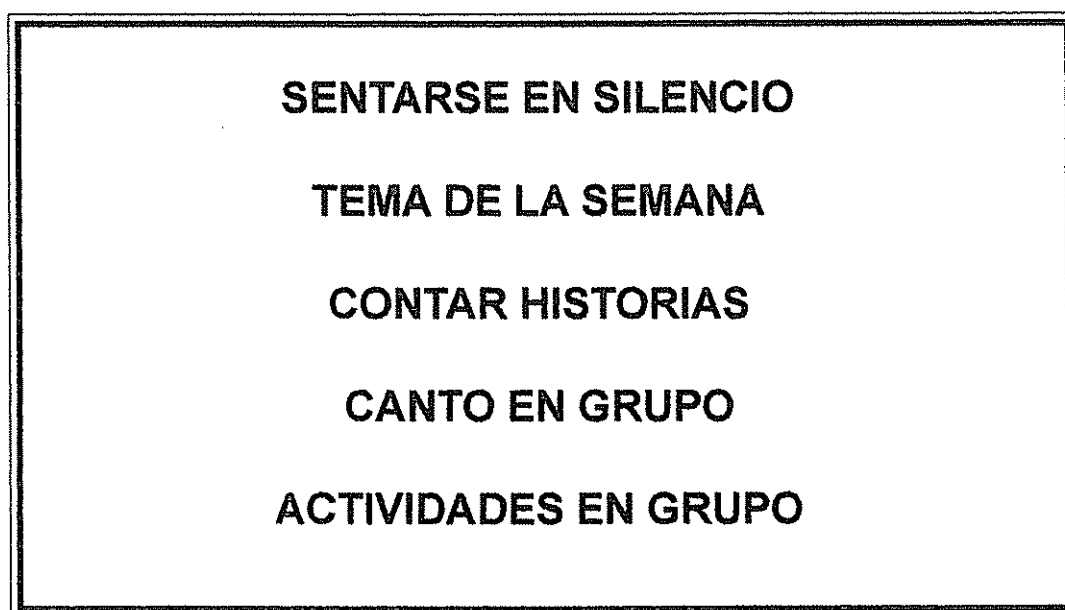 SENTARSE EN SILENCIO
TEMA DE LA SEMANA
CONTAR HISTORIAS
CANTO EN GRUPO
ACTIVIDADES EN GRUPO